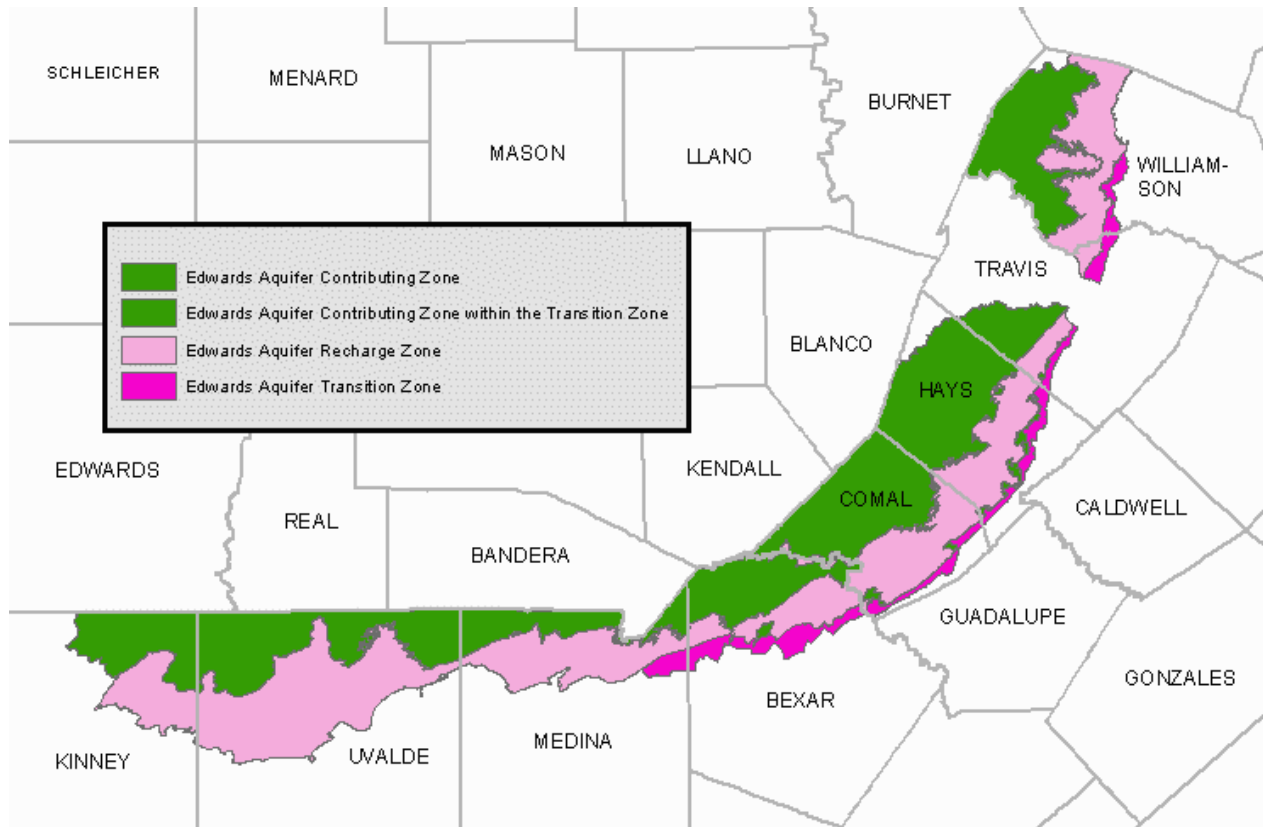 SCHLEICHER
MENARD
BURNET
MASON
LLANO
WILLIAM-
SON
Edwards Aquifer Contributing Zone
Edwards Aquifer Contributing Zone within the Transition Zone
Edwards Aquifer Recharge Zone
Edwards Aquifer Transition Zone
TRAVIS
BLANCO
HAYS
EDWARDS
KENDALL
COMAL
CALDWELL
REAL
BANDERA
GUADALUPE
GONZALES
BEXAR
MEDINA
UVALDE
KINNEY